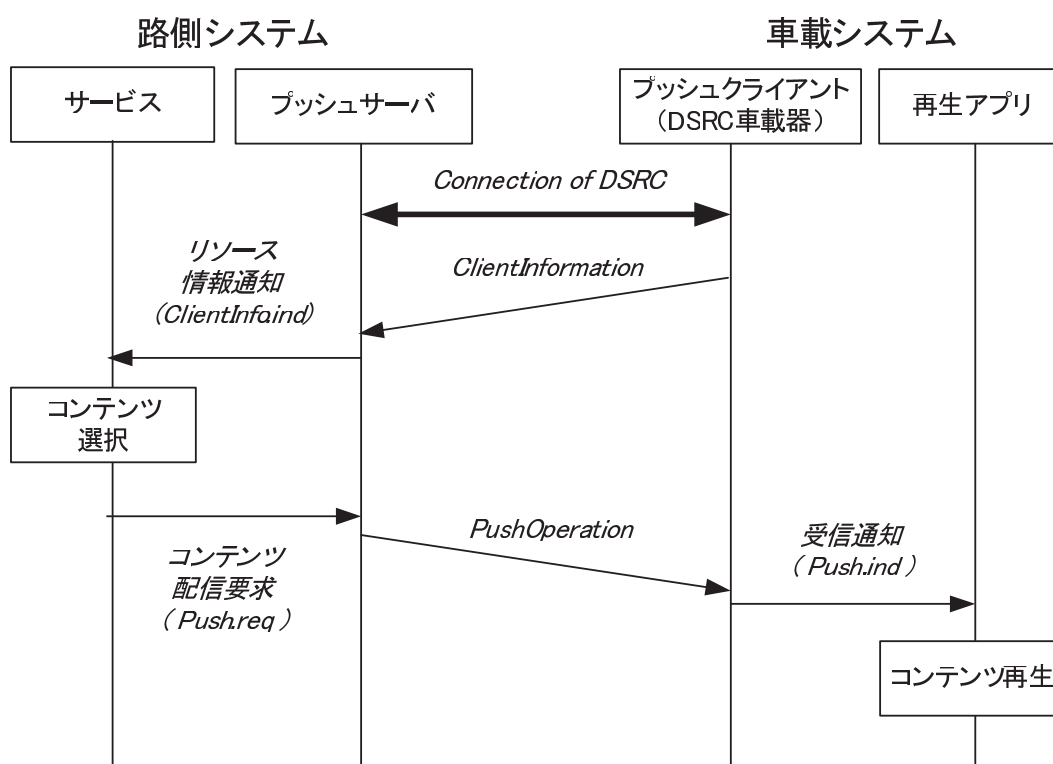 路側システム
車載システム
サービス
プッシュサーバ
プッシュクライアント
(DSRC車載器)
再生アプリ
Connection of DSRC
リソース
情報通知
(ClientInfo.ind)
ClientInformation
コンテンツ
選択
PushOperation
コンテンツ
配信要求
( Push.req )
受信通知
( Push.ind )
コンテンツ再生